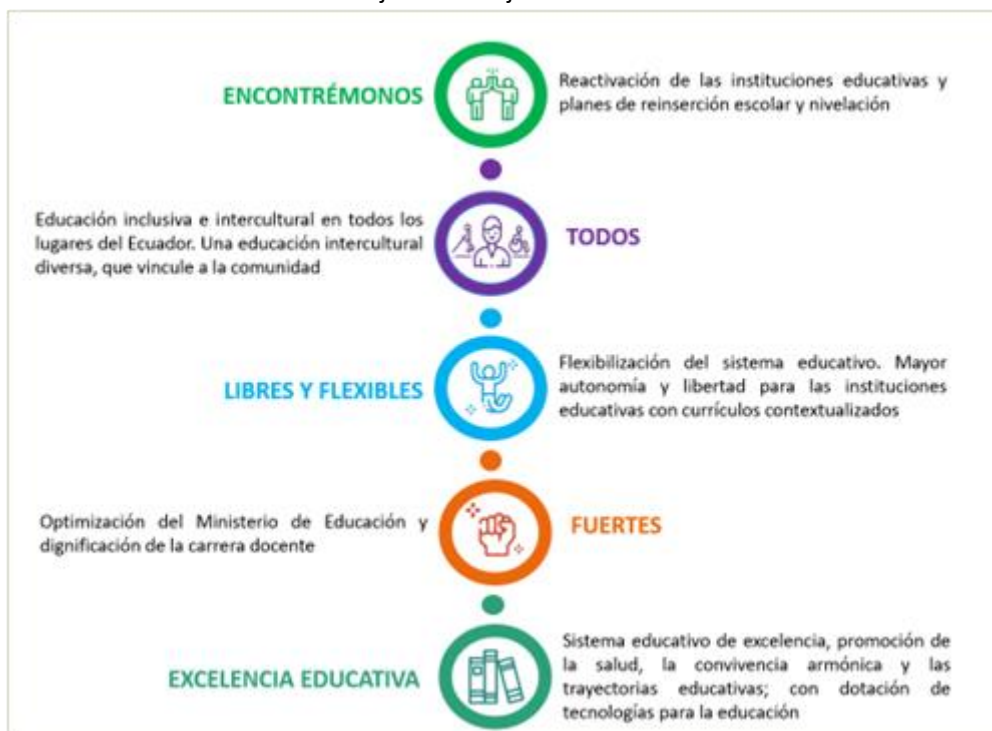 ENCONTRÉMONOS
Reactivación de las instituciones educativas y
planes de reinserción escolar y nivelación
Educación inclusiva e intercultural en todos los
lugares del Ecuador. Una educación intercultural
diversa, que vincule a la comunidad
TODOS
LIBRES Y FLEXIBLES
Flexibilización del sistema educativo. Mayor
autonomía y libertad para las instituciones
educativas con currículos contextualizados
Optimización del Ministerio de Educación y
dignificación de la carrera docente
FUERTES
EXCELENCIA EDUCATIVA
Sistema educativo de excelencia, promoción de
la salud, la convivencia armónica y las
trayectorias educativas; con dotación de
tecnologías para la educación